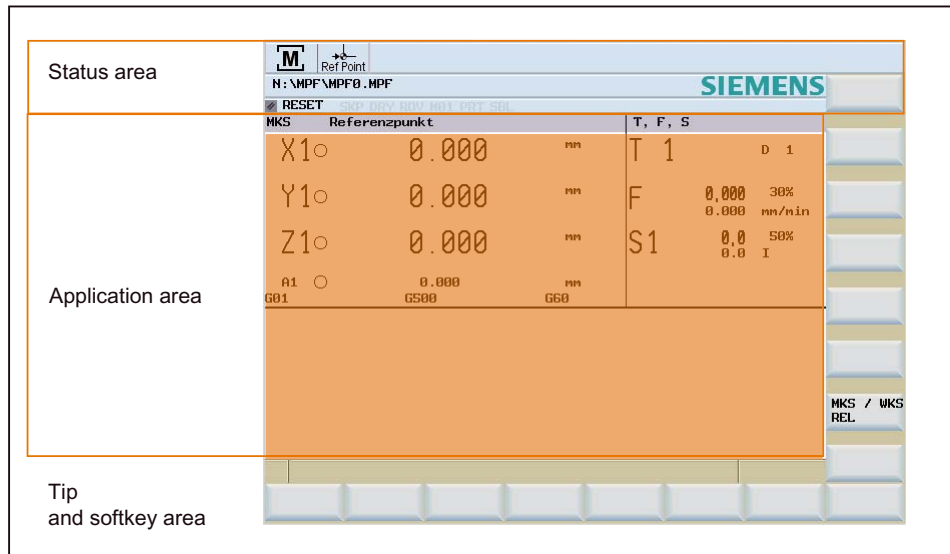 Status area
M
Ref Point
N:\MPF\MPF0.MPF
SIEMENS
RESET SKP DRY ROV M01 PRT SBL
MKS Referenzpunkt T, F, S
X1 0.000 mm T 1 D 1
Y1 0.000 mm F 0,000 30%
0.000 mm/min
Z1 0.000 mm S1 0,0 50%
0.0 I
A1 0.000 mm
G01 G500 G60
Application area
MKS / WKS
REL
Tip
and softkey area